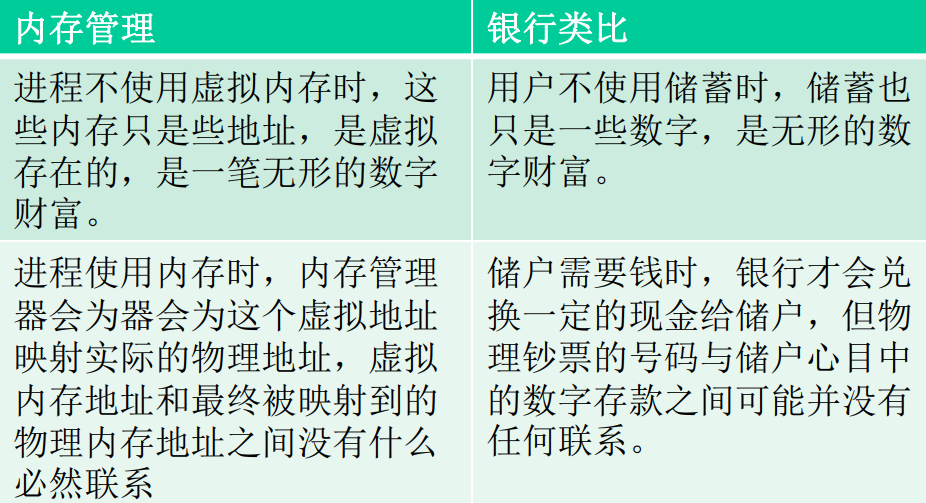 内存管理
银行类比
进程不使用虚拟内存时，这
些内存只是些地址，是虚拟
存在的，是一笔无形的数字
财富。
用户不使用储蓄时，储蓄也
只是一些数字，是无形的数
字财富。
进程使用内存时，内存管理
器会为器会为这个虚拟地址
映射实际的物理地址，虚拟
内存地址和最终被映射到的
物理内存地址之间没有什么
必然联系
储户需要钱时，银行才会兑
换一定的现金给储户，但物
理钞票的号码与储户心目中
的数字存款之间可能并没有
任何联系。